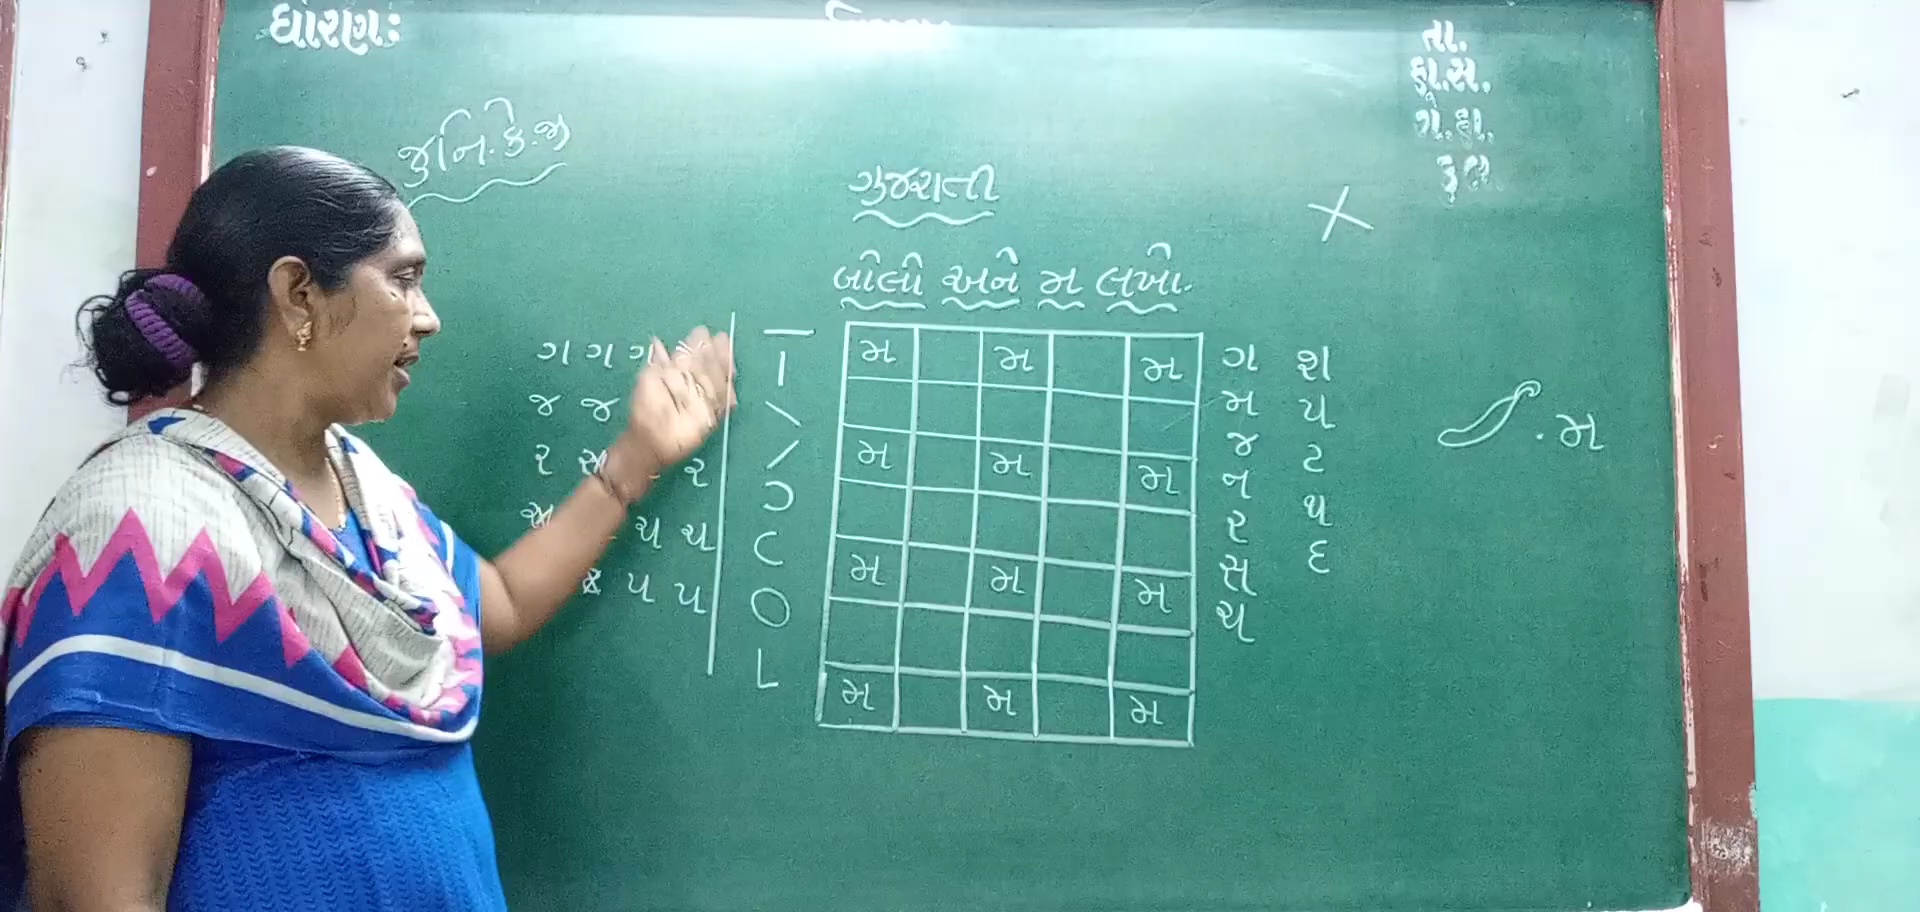 ધોરણઃ
તા.
કા.સ.
ગે.હા.
કુલ
જુનિ.કે.જી
ગુજરાતી
બોલો અને મ લખો.
ગ ગ ગ
જ જ
ર ર
ચ ચ
પ પ
મ મ મ
મ મ મ
મ મ મ
મ મ મ
ગ શ
મ પ
જ ટ
ન થ
ર દ
સ
ચ
મ